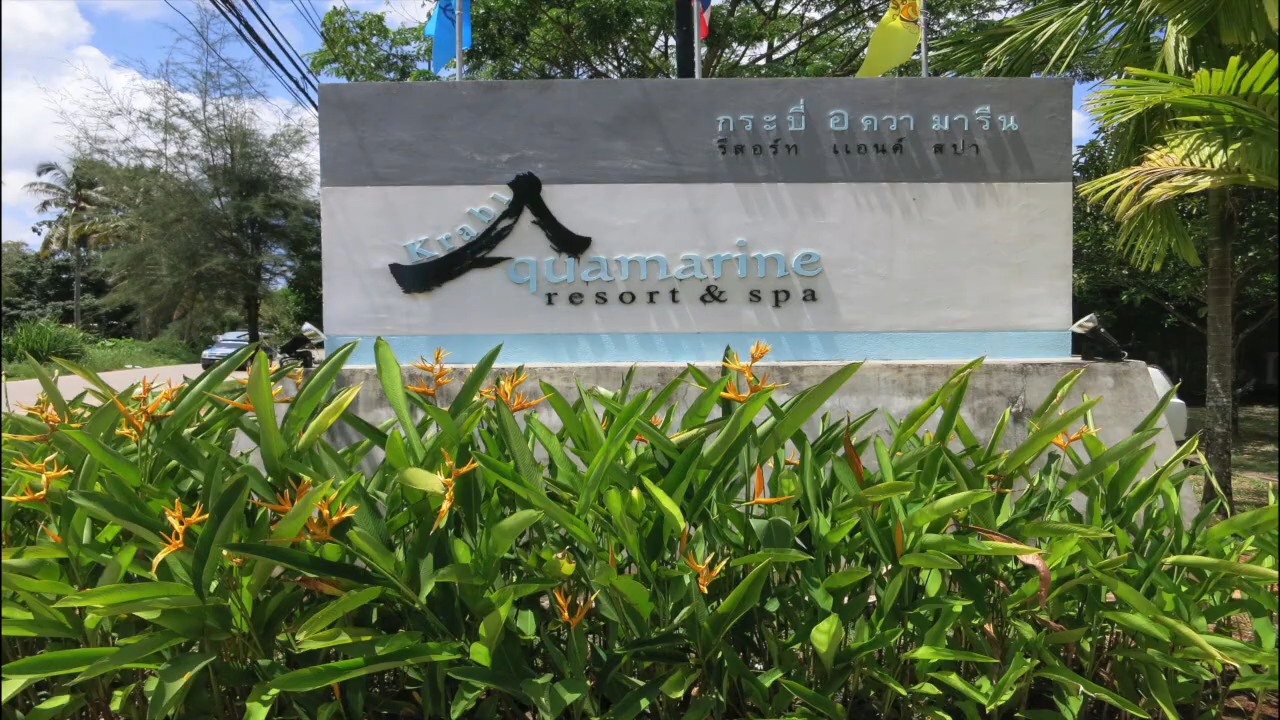 กระบี่ อควา มารีน
รีสอร์ท แอนด์ สปา
Krabi
Aquamarine
resort & spa